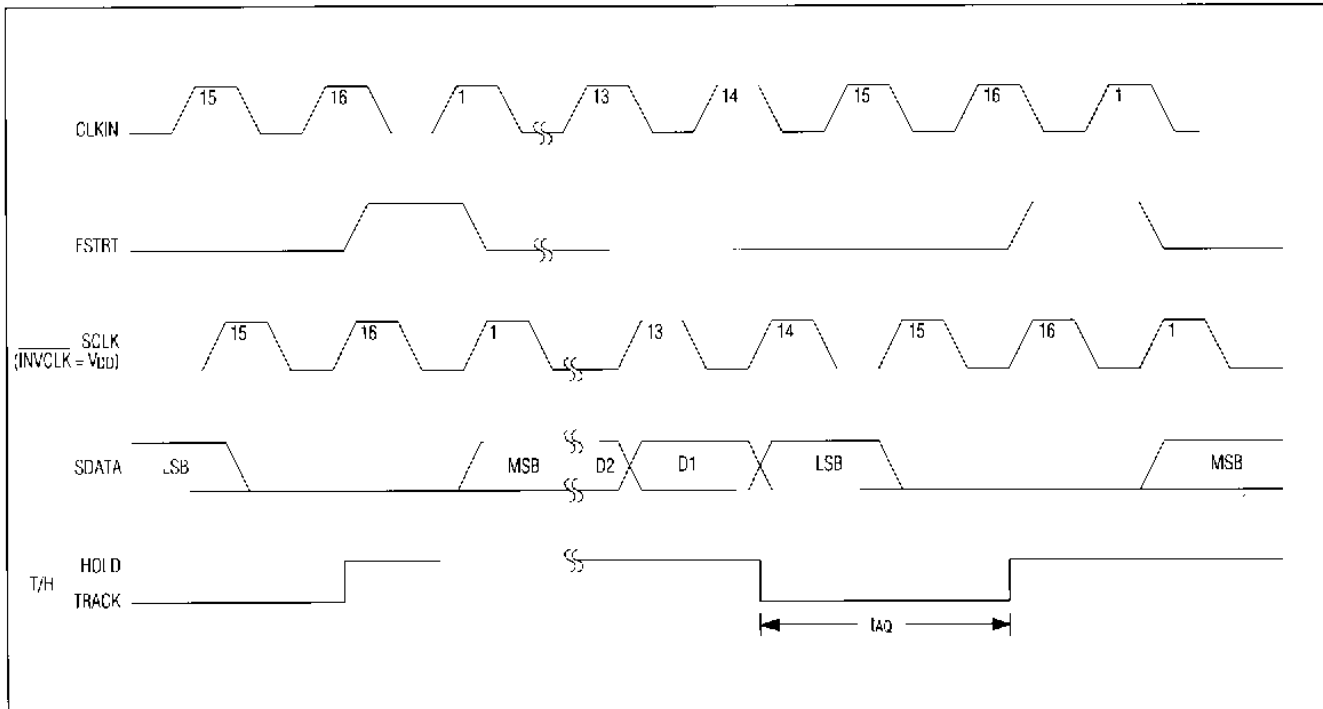 CLKIN 15 16 1 13 14 15 16 1
FSTRT
SCLK 15 16 1 13 14 15 16 1
(INVCLK = VDD)
SDATA LSB MSB D2 D1 LSB MSB
T/H HOLD
TRACK
tAQ